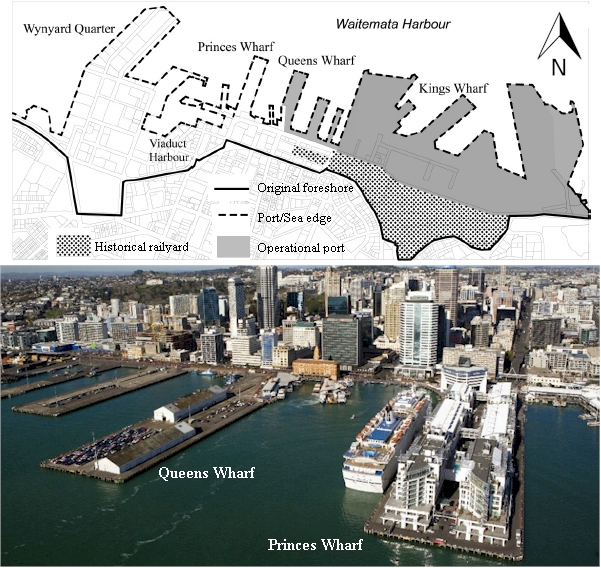 Waitemata Harbour
Wynyard Quarter
Princes Wharf
Queens Wharf
Kings Wharf
N
Viaduct
Harbour
Original foreshore
Port/Sea edge
Historical railyard
Operational port
Queens Wharf
Princes Wharf